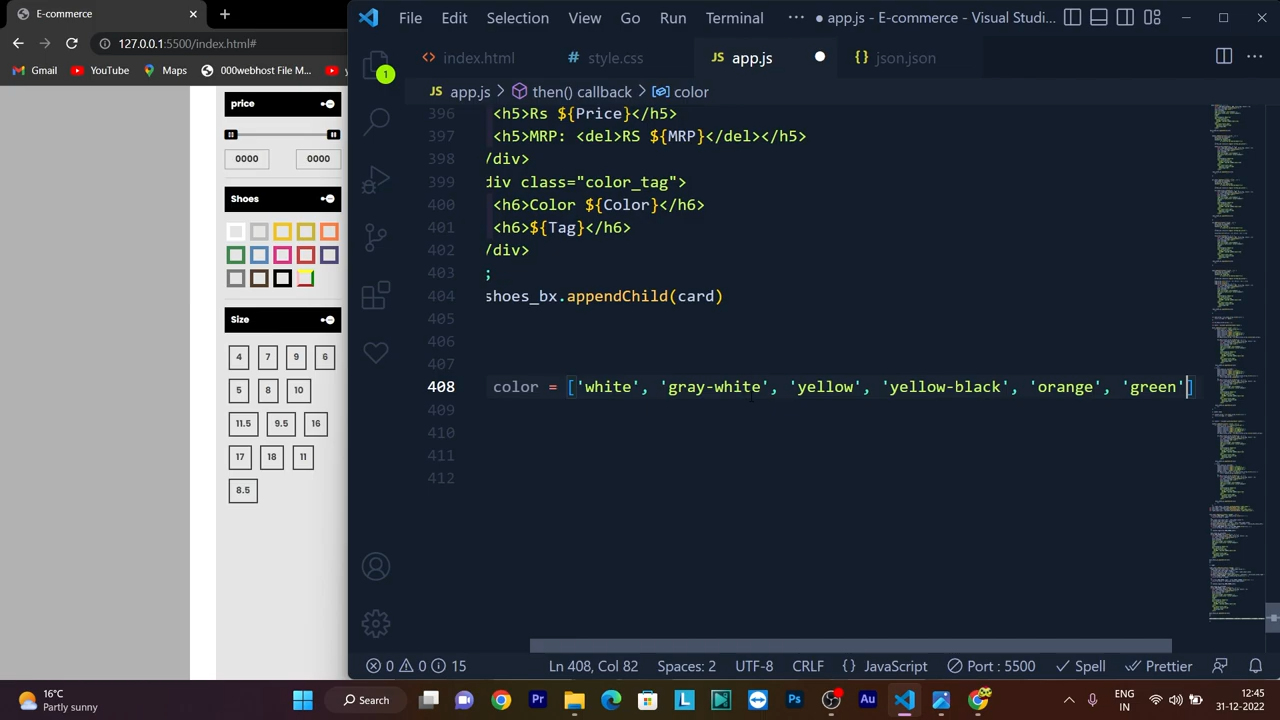 E-commerce
File Edit Selection View Go Run Terminal ··· ● app.js - E-commerce - Visual Studi...
127.0.0.1:5500/index.html#
Gmail YouTube Maps 000webhost File M...
1
index.html # style.css JS app.js {} json.json
JS app.js > then() callback > color
price
0000 0000
Shoes
Size
4 7 9 6
5 8 10
11.5 9.5 16
17 18 11
8.5
396 <h5>Rs ${Price}</h5>
397 <h5>MRP: <del>RS ${MRP}</del></h5>
398 /div>
399 div class="color_tag">
400 <h6>Color ${Color}</h6>
401 <h6>${Tag}</h6>
402 /div>
403 ;
404 shoes_bx.appendChild(card)
405
406
407
408 color = ['white', 'gray-white', 'yellow', 'yellow-black', 'orange', 'green']
409
410
411
412
0 0 15 Ln 408, Col 82 Spaces: 2 UTF-8 CRLF {} JavaScript Port : 5500 Spell Prettier
16°C
Partly sunny
Search
Pr
L
Ps
Au
ENG
IN
12:45
31-12-2022